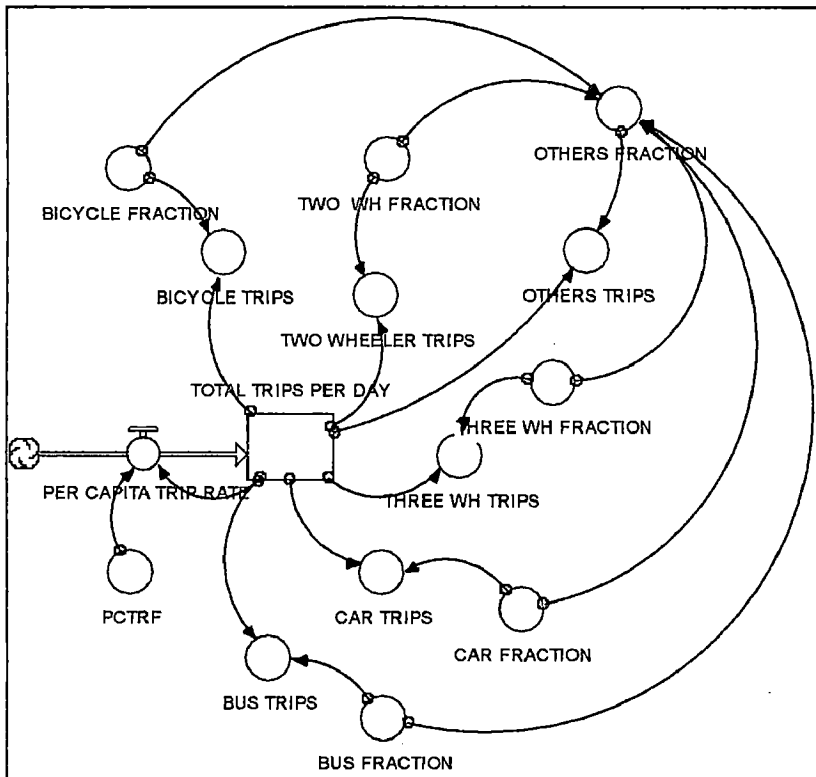 OTHERS FRACTION
BICYCLE FRACTION
TWO WH FRACTION
BICYCLE TRIPS
OTHERS TRIPS
TWO WHEELER TRIPS
TOTAL TRIPS PER DAY
THREE WH FRACTION
PER CAPITA TRIP RATE
THREE WH TRIPS
PCTRF
CAR TRIPS
CAR FRACTION
BUS TRIPS
BUS FRACTION